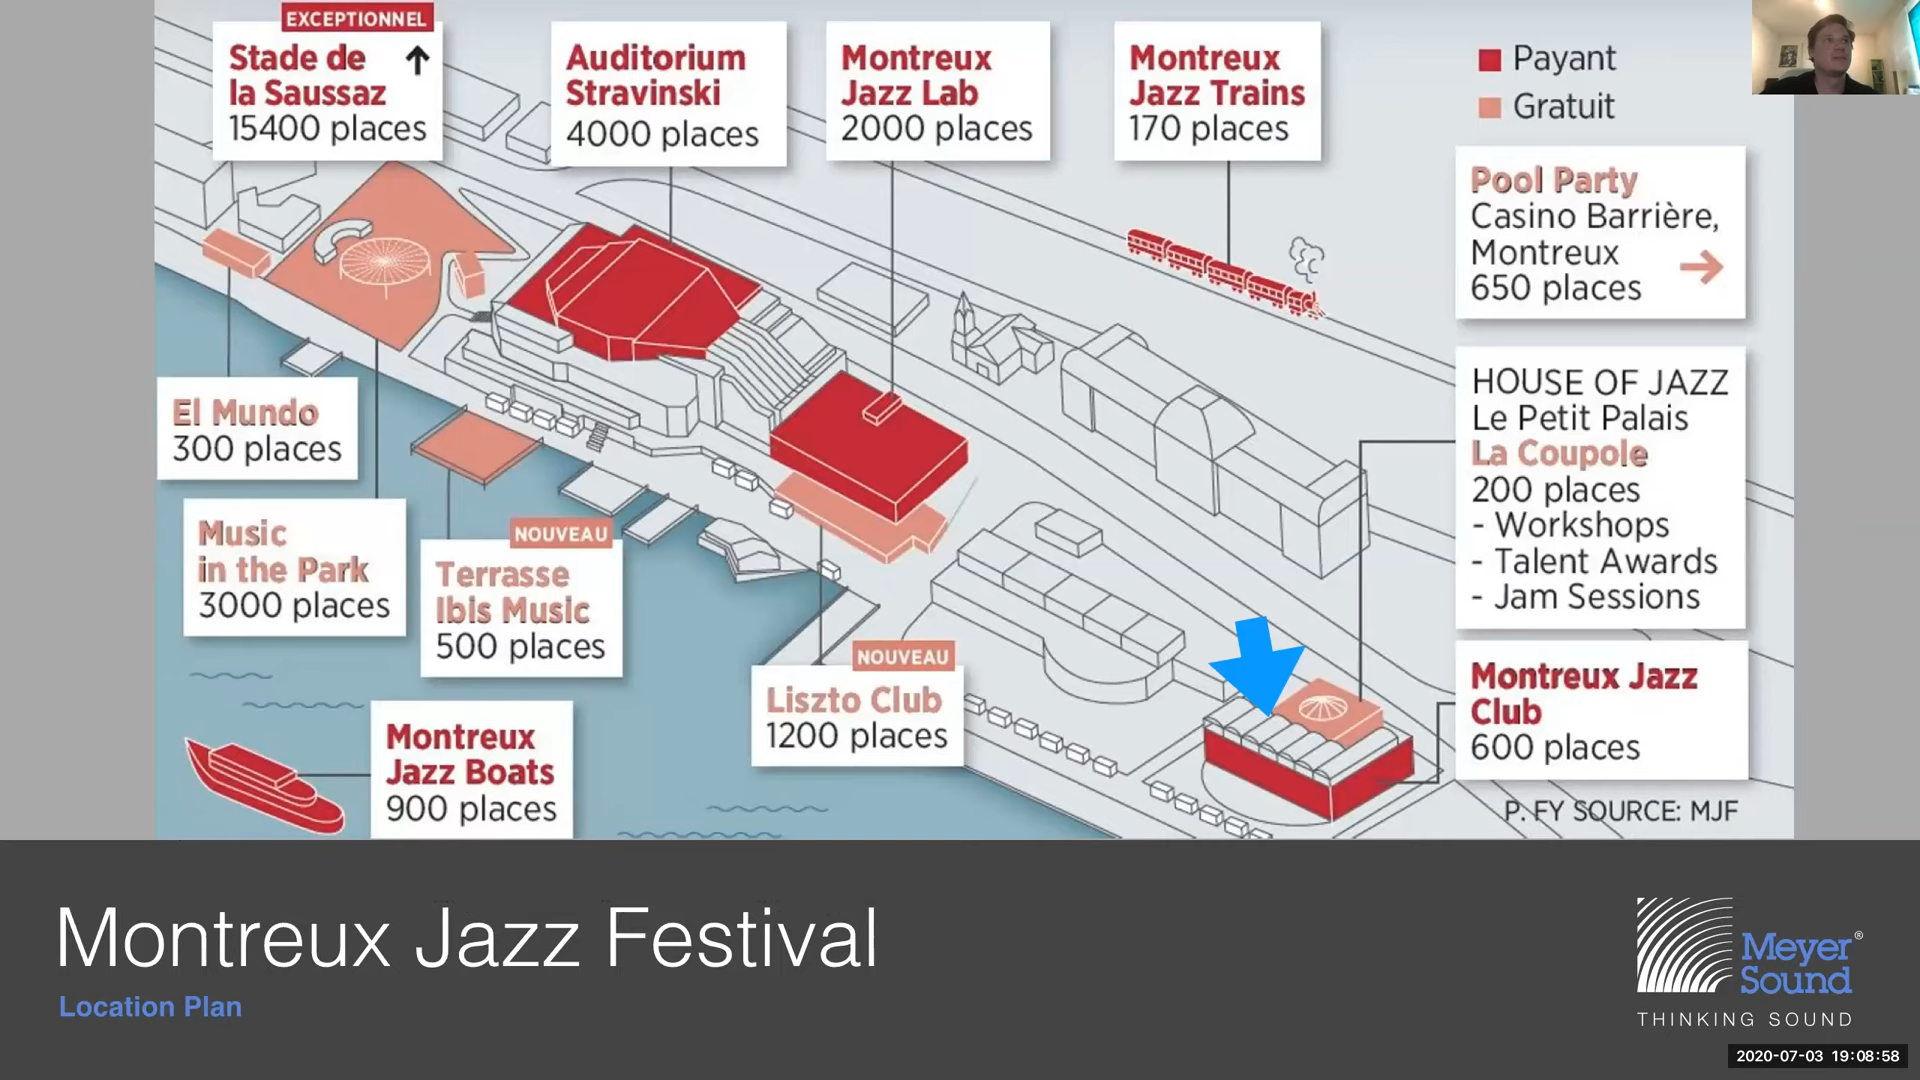 EXCEPTIONNEL
Stade de
la Saussaz
15400 places
Auditorium
Stravinski
4000 places
Montreux
Jazz Lab
2000 places
Montreux
Jazz Trains
170 places
Payant
Gratuit
Pool Party
Casino Barrière,
Montreux
650 places
El Mundo
300 places
HOUSE OF JAZZ
Le Petit Palais
La Coupole
200 places
- Workshops
- Talent Awards
- Jam Sessions
Music
in the Park
3000 places
NOUVEAU
Terrasse
Ibis Music
500 places
NOUVEAU
Liszto Club
1200 places
Montreux Jazz
Club
600 places
Montreux
Jazz Boats
900 places
P. FY SOURCE: MJF
Montreux Jazz Festival
Location Plan
Meyer®
Sound
THINKING SOUND
2020-07-03 19:08:58